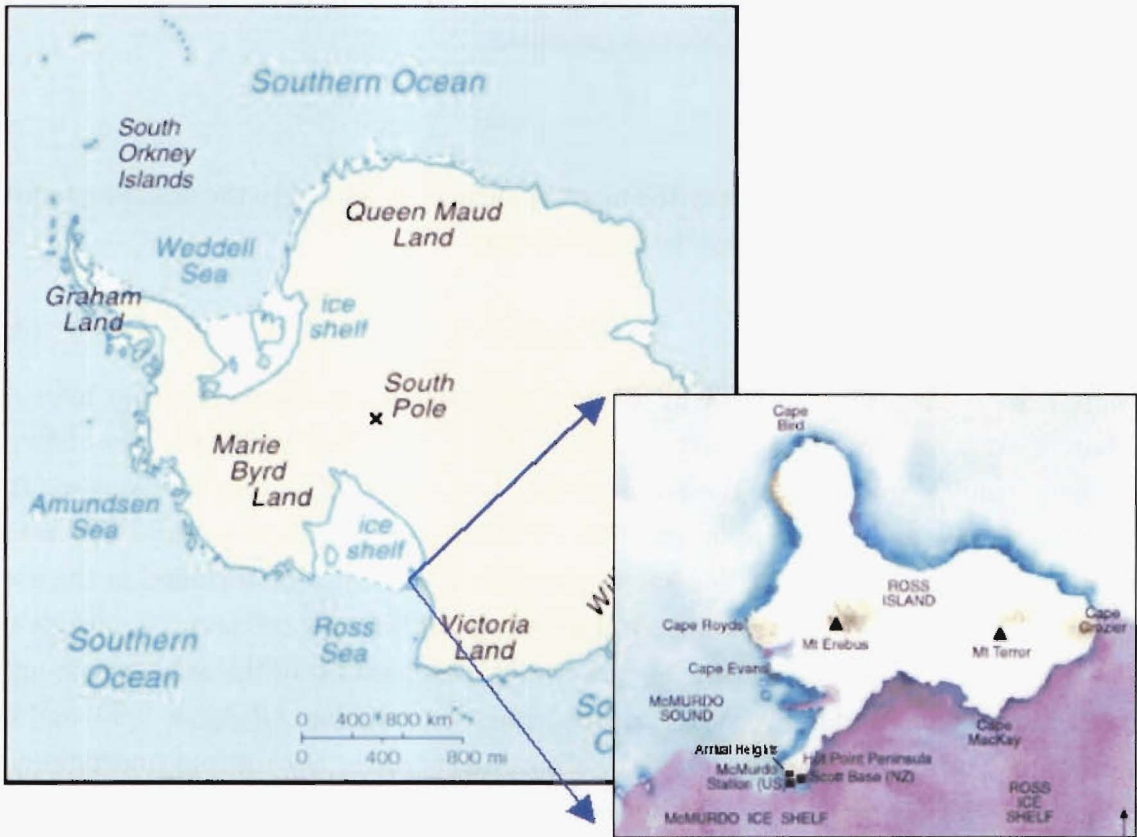 Southern Ocean
South
Orkney
Islands
Queen Maud
Land
Weddell
Sea
Graham
Land
ice
shelf
South
Pole
Marie
Byrd
Land
Amundsen
Sea
ice
shelf
Southern
Ocean
Ross
Sea
Victoria
Land
0 400 800 km
0 400 800 mi
Wil
So
Cape
Bird
ROSS
ISLAND
Cape Royds
Mt Erebus
Mt Terror
Cape
Crozier
Cape Evans
McMURDO
SOUND
Cape
MacKay
Arrival Heights
Hut Point Peninsula
McMurdo
Station (US)
Scott Base (NZ)
McMURDO ICE SHELF
ROSS
ICE
SHELF